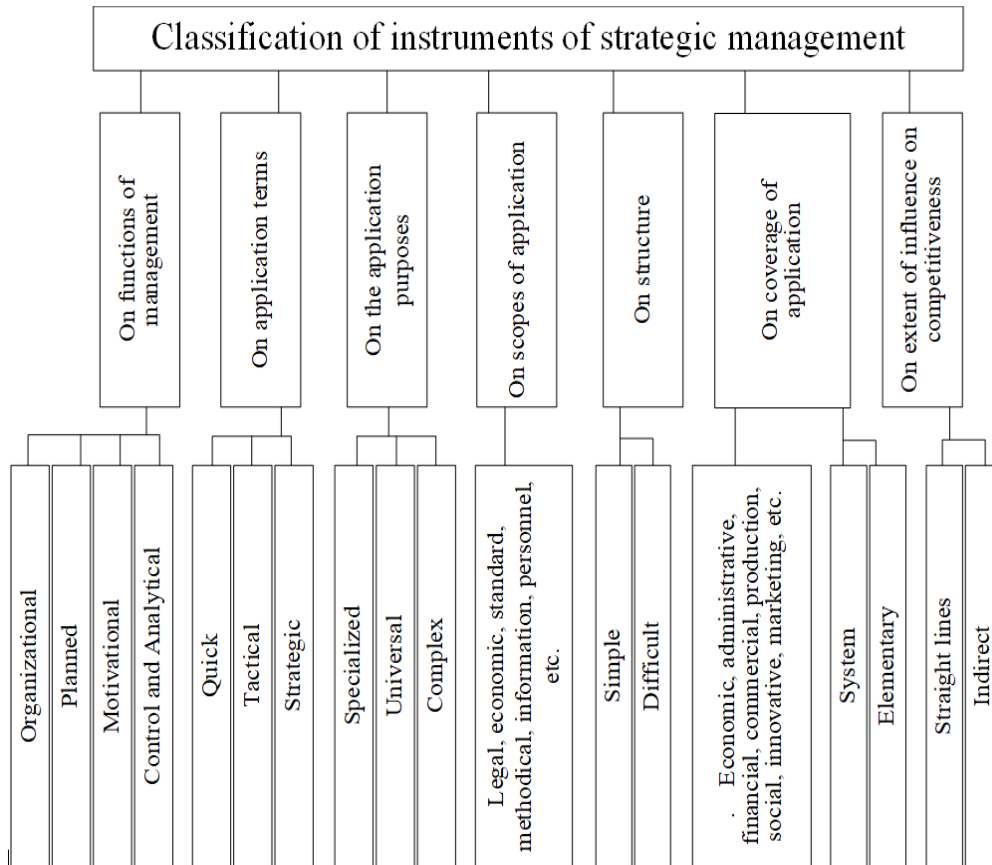 Classification of instruments of strategic management
On functions of
management
On application terms
On the application
purposes
On scopes of application
On structure
On coverage of
application
On extent of influence on
competitiveness
Organizational
Planned
Motivational
Control and Analytical
Quick
Tactical
Strategic
Specialized
Universal
Complex
Legal, economic, standard,
methodical, information, personnel,
etc.
Simple
Difficult
. Economic, administrative,
financial, commercial, production,
social, innovative, marketing, etc.
System
Elementary
Straight lines
Indirect